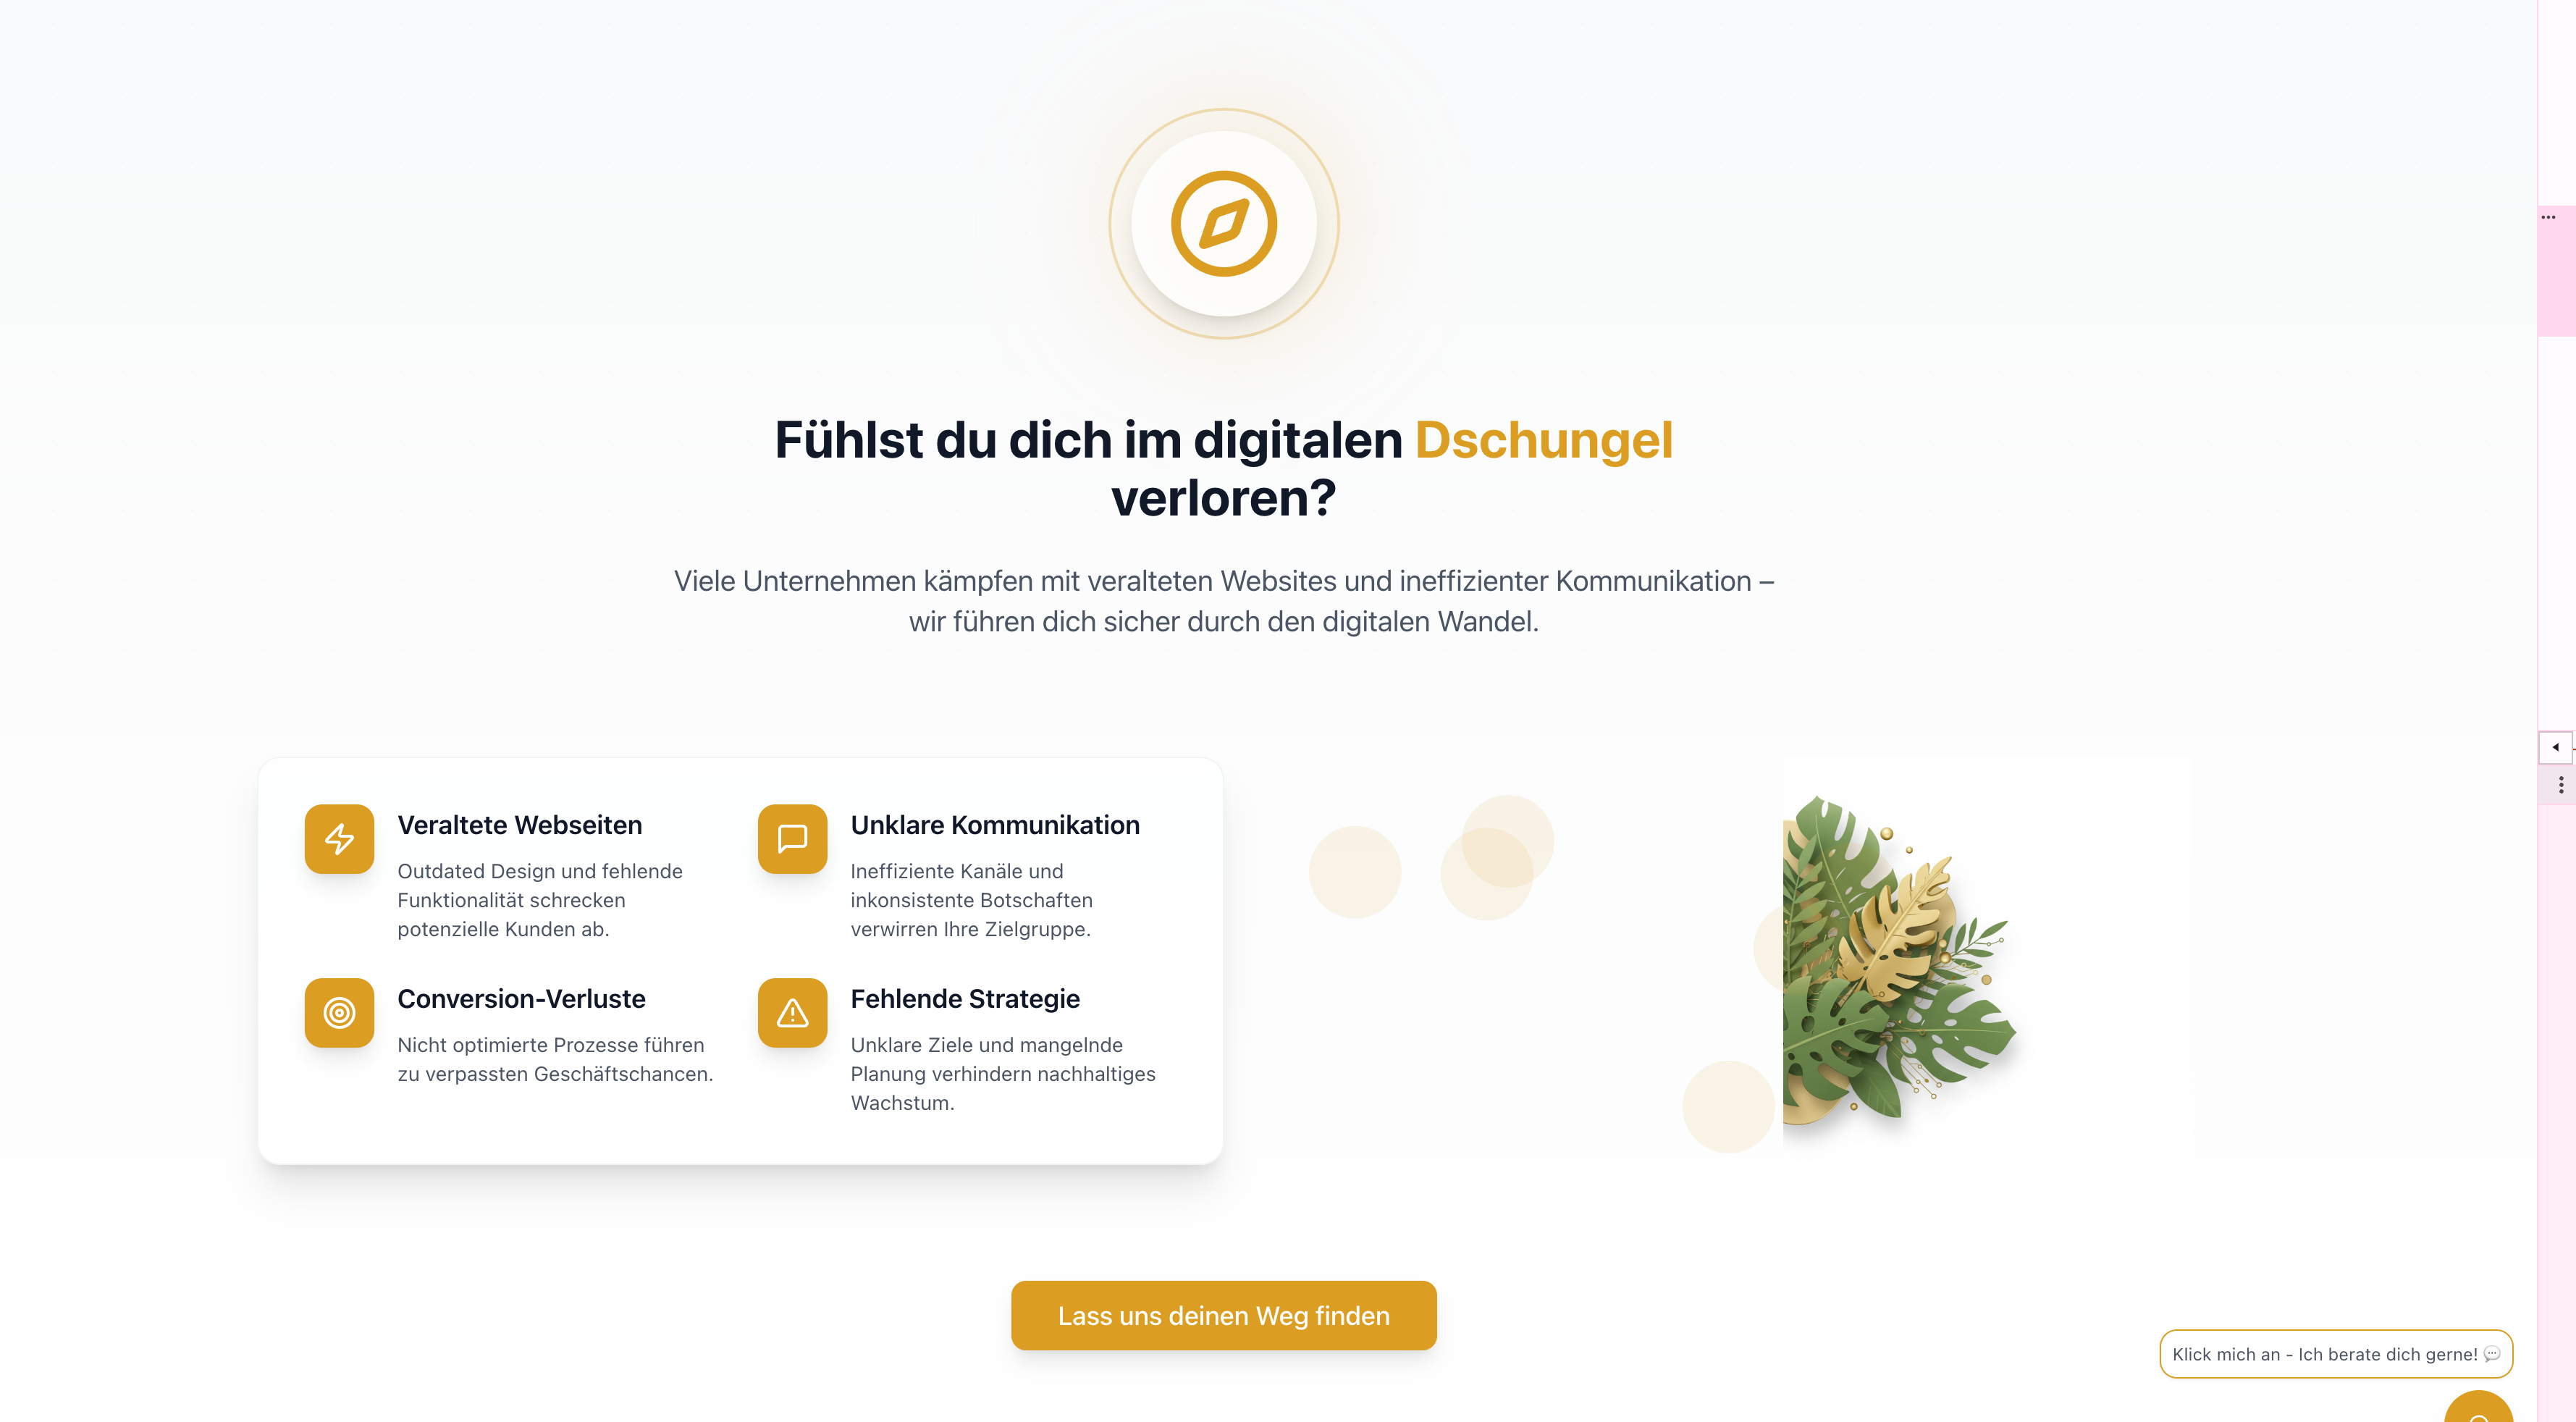 Fühlst du dich im digitalen Dschungel
verloren?
Viele Unternehmen kämpfen mit veralteten Websites und ineffizienter Kommunikation –
wir führen dich sicher durch den digitalen Wandel.
Veraltete Webseiten
Outdated Design und fehlende
Funktionalität schrecken
potenzielle Kunden ab.
Unklare Kommunikation
Ineffiziente Kanäle und
inkonsistente Botschaften
verwirren Ihre Zielgruppe.
Conversion-Verluste
Nicht optimierte Prozesse führen
zu verpassten Geschäftschancen.
Fehlende Strategie
Unklare Ziele und mangelnde
Planung verhindern nachhaltiges
Wachstum.
Lass uns deinen Weg finden
Klick mich an - Ich berate dich gerne! 💬